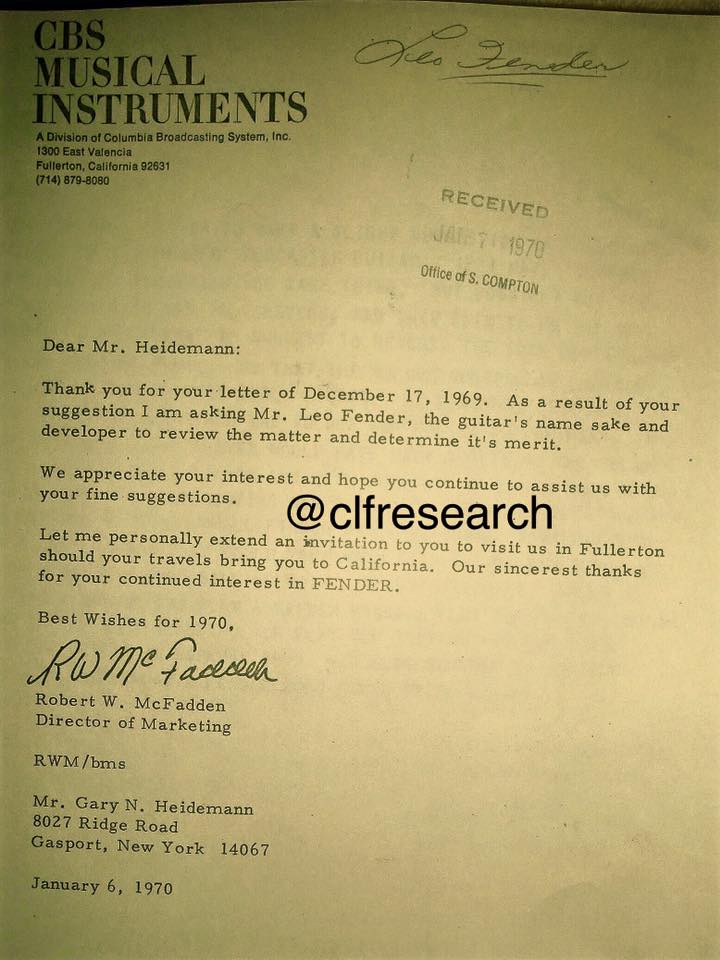 CBS
MUSICAL
INSTRUMENTS
A Division of Columbia Broadcasting System, Inc.
1300 East Valencia
Fullerton, California 92631
(714) 879-8080
Leo Fender
RECEIVED
JAN 7 1970
Office of S. COMPTON
Dear Mr. Heidemann:
Thank you for your letter of December 17, 1969. As a result of your
suggestion I am asking Mr. Leo Fender, the guitar's name sake and
developer to review the matter and determine it's merit.
We appreciate your interest and hope you continue to assist us with
your fine suggestions.
@clfresearch
Let me personally extend an invitation to you to visit us in Fullerton
should your travels bring you to California. Our sincerest thanks
for your continued interest in FENDER.
Best Wishes for 1970,
RW McFadden
Robert W. McFadden
Director of Marketing
RWM/bms
Mr. Gary N. Heidemann
8027 Ridge Road
Gasport, New York 14067
January 6, 1970